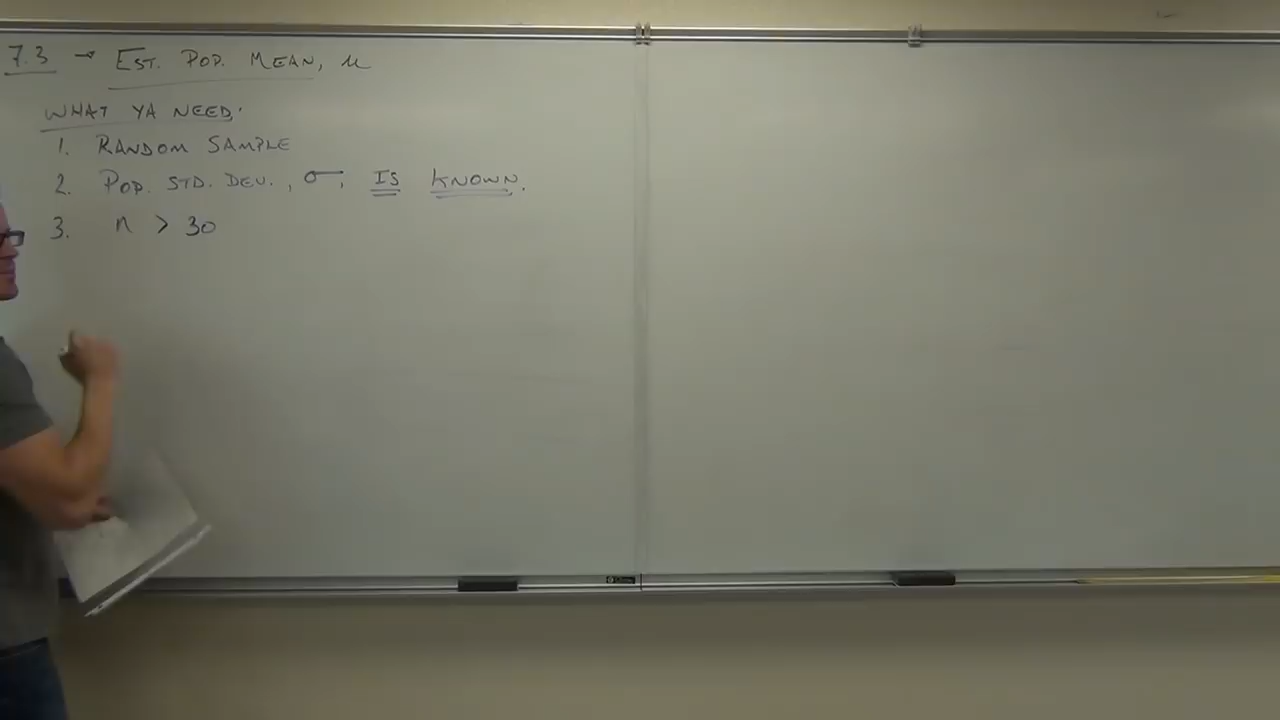 7.3 → EST. POP. MEAN, μ
WHAT YA NEED:
1. RANDOM SAMPLE
2. POP. STD. DEV., σ, IS KNOWN.
3. n > 30